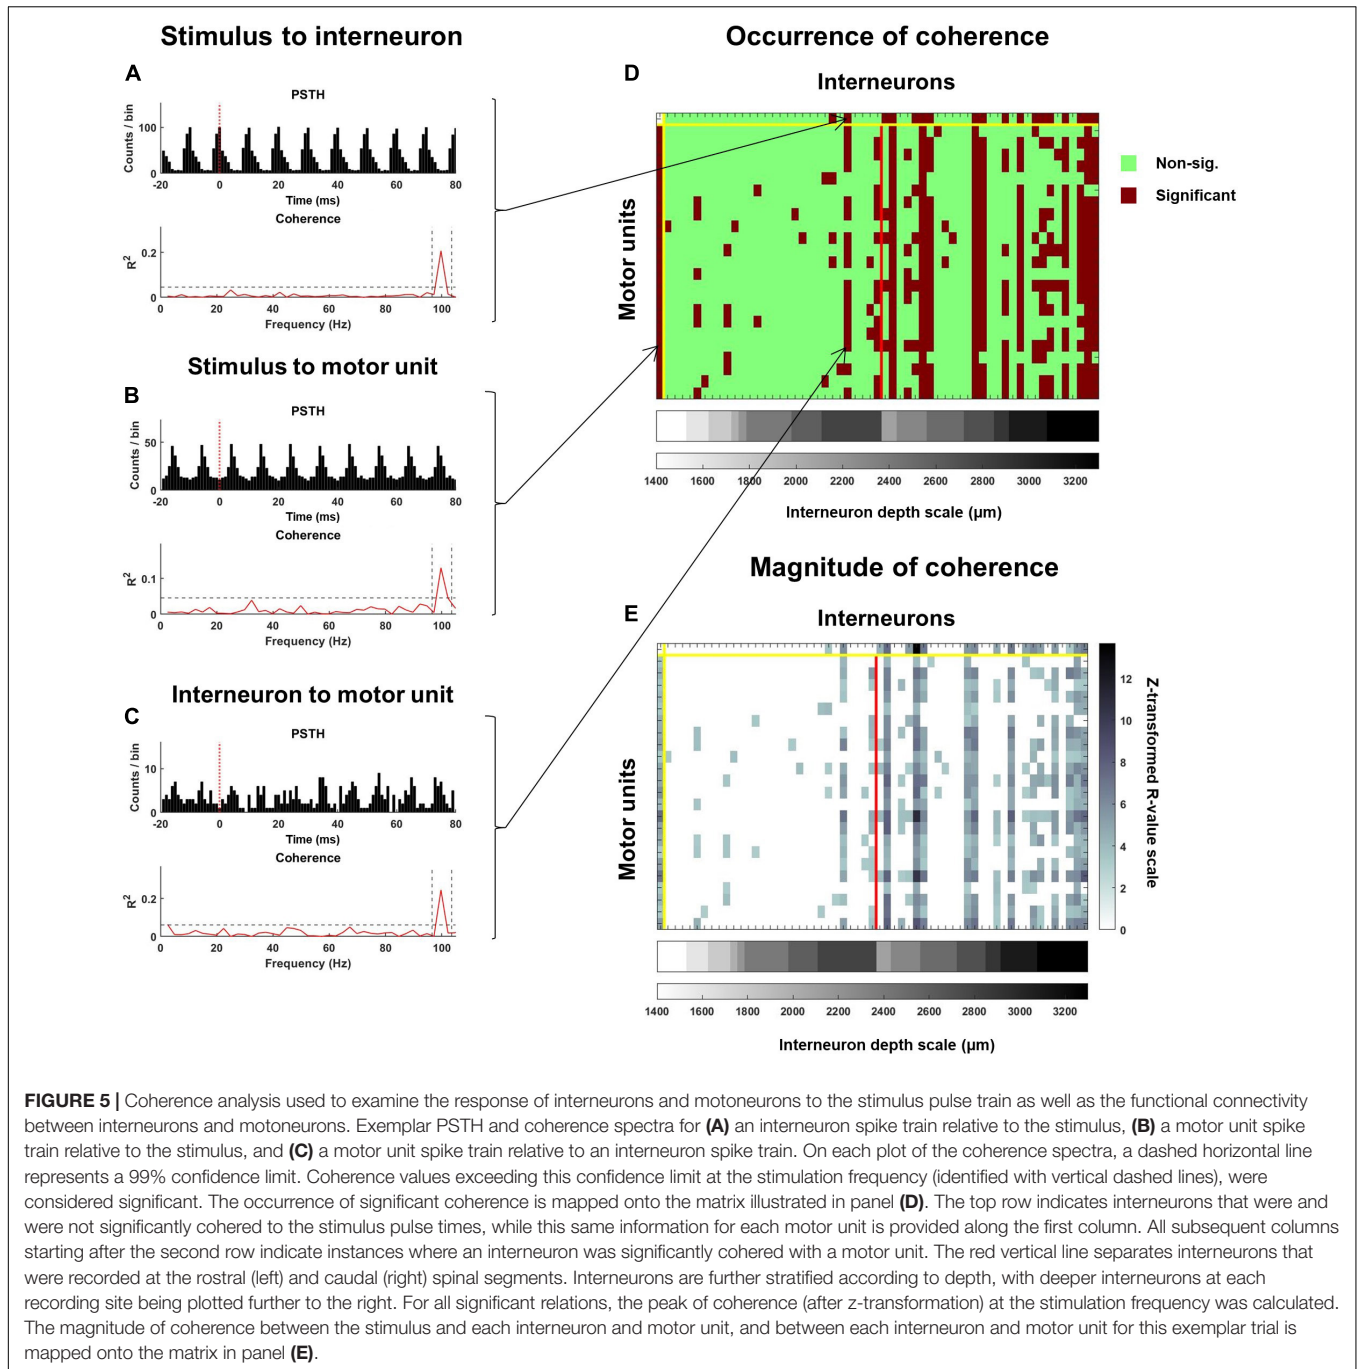 Stimulus to interneuron
A
PSTH
Counts / bin
100
0
-20 0 20 40 60 80
Time (ms)
Coherence
R2
0.2
0
0 20 40 60 80 100
Frequency (Hz)
Stimulus to motor unit
B
PSTH
Counts / bin
50
0
-20 0 20 40 60 80
Time (ms)
Coherence
R2
0.1
0
0 20 40 60 80 100
Frequency (Hz)
Interneuron to motor unit
C
PSTH
Counts / bin
10
0
-20 0 20 40 60 80
Time (ms)
Coherence
R2
0.2
0
0 20 40 60 80 100
Frequency (Hz)
Occurrence of coherence
D
Interneurons
Motor units
Non-sig.
Significant
1400 1600 1800 2000 2200 2400 2600 2800 3000 3200
Interneuron depth scale (µm)
Magnitude of coherence
E
Interneurons
Motor units
12
10
8
6
4
2
0
Z-transformed R-value scale
1400 1600 1800 2000 2200 2400 2600 2800 3000 3200
Interneuron depth scale (µm)
FIGURE 5 | Coherence analysis used to examine the response of interneurons and motoneurons to the stimulus pulse train as well as the functional connectivity
between interneurons and motoneurons. Exemplar PSTH and coherence spectra for (A) an interneuron spike train relative to the stimulus, (B) a motor unit spike
train relative to the stimulus, and (C) a motor unit spike train relative to an interneuron spike train. On each plot of the coherence spectra, a dashed horizontal line
represents a 99% confidence limit. Coherence values exceeding this confidence limit at the stimulation frequency (identified with vertical dashed lines), were
considered significant. The occurrence of significant coherence is mapped onto the matrix illustrated in panel (D). The top row indicates interneurons that were and
were not significantly cohered to the stimulus pulse times, while this same information for each motor unit is provided along the first column. All subsequent columns
starting after the second row indicate instances where an interneuron was significantly cohered with a motor unit. The red vertical line separates interneurons that
were recorded at the rostral (left) and caudal (right) spinal segments. Interneurons are further stratified according to depth, with deeper interneurons at each
recording site being plotted further to the right. For all significant relations, the peak of coherence (after z-transformation) at the stimulation frequency was calculated.
The magnitude of coherence between the stimulus and each interneuron and motor unit, and between each interneuron and motor unit for this exemplar trial is
mapped onto the matrix in panel (E).